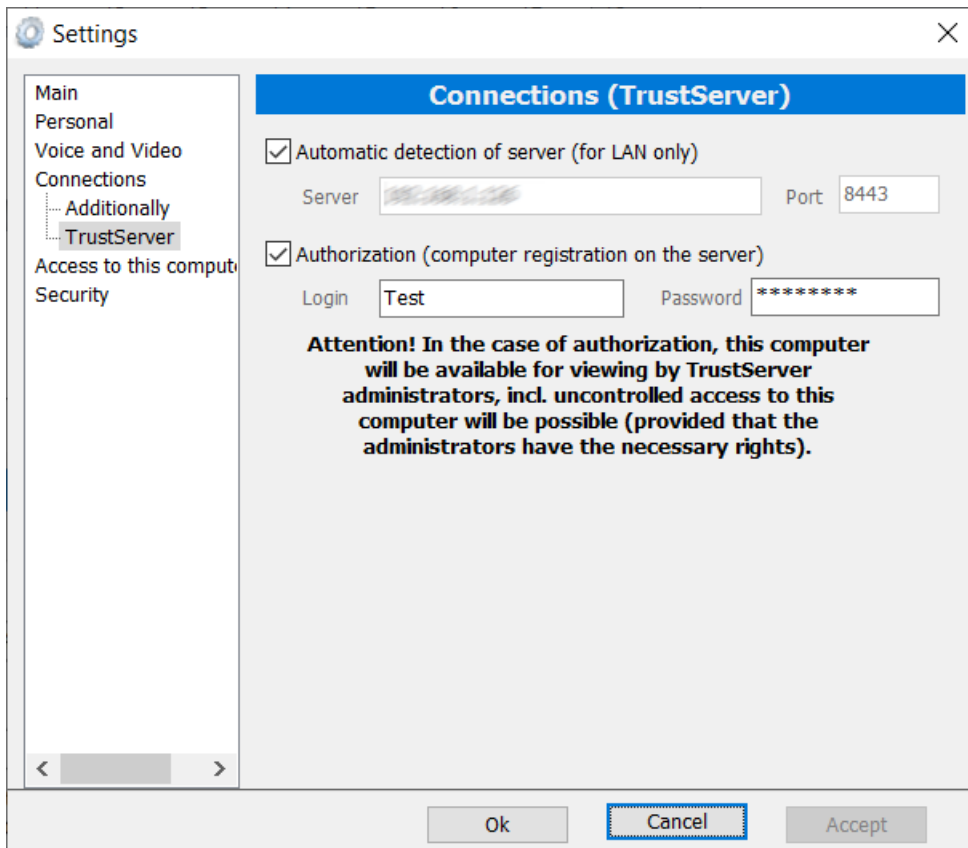 Settings
Main
Personal
Voice and Video
Connections
Additionally
TrustServer
Access to this compute
Security
Connections (TrustServer)
Automatic detection of server (for LAN only)
Server
Port 8443
Authorization (computer registration on the server)
Login Test Password ********
Attention! In the case of authorization, this computer
will be available for viewing by TrustServer
administrators, incl. uncontrolled access to this
computer will be possible (provided that the
administrators have the necessary rights).
Ok Cancel Accept